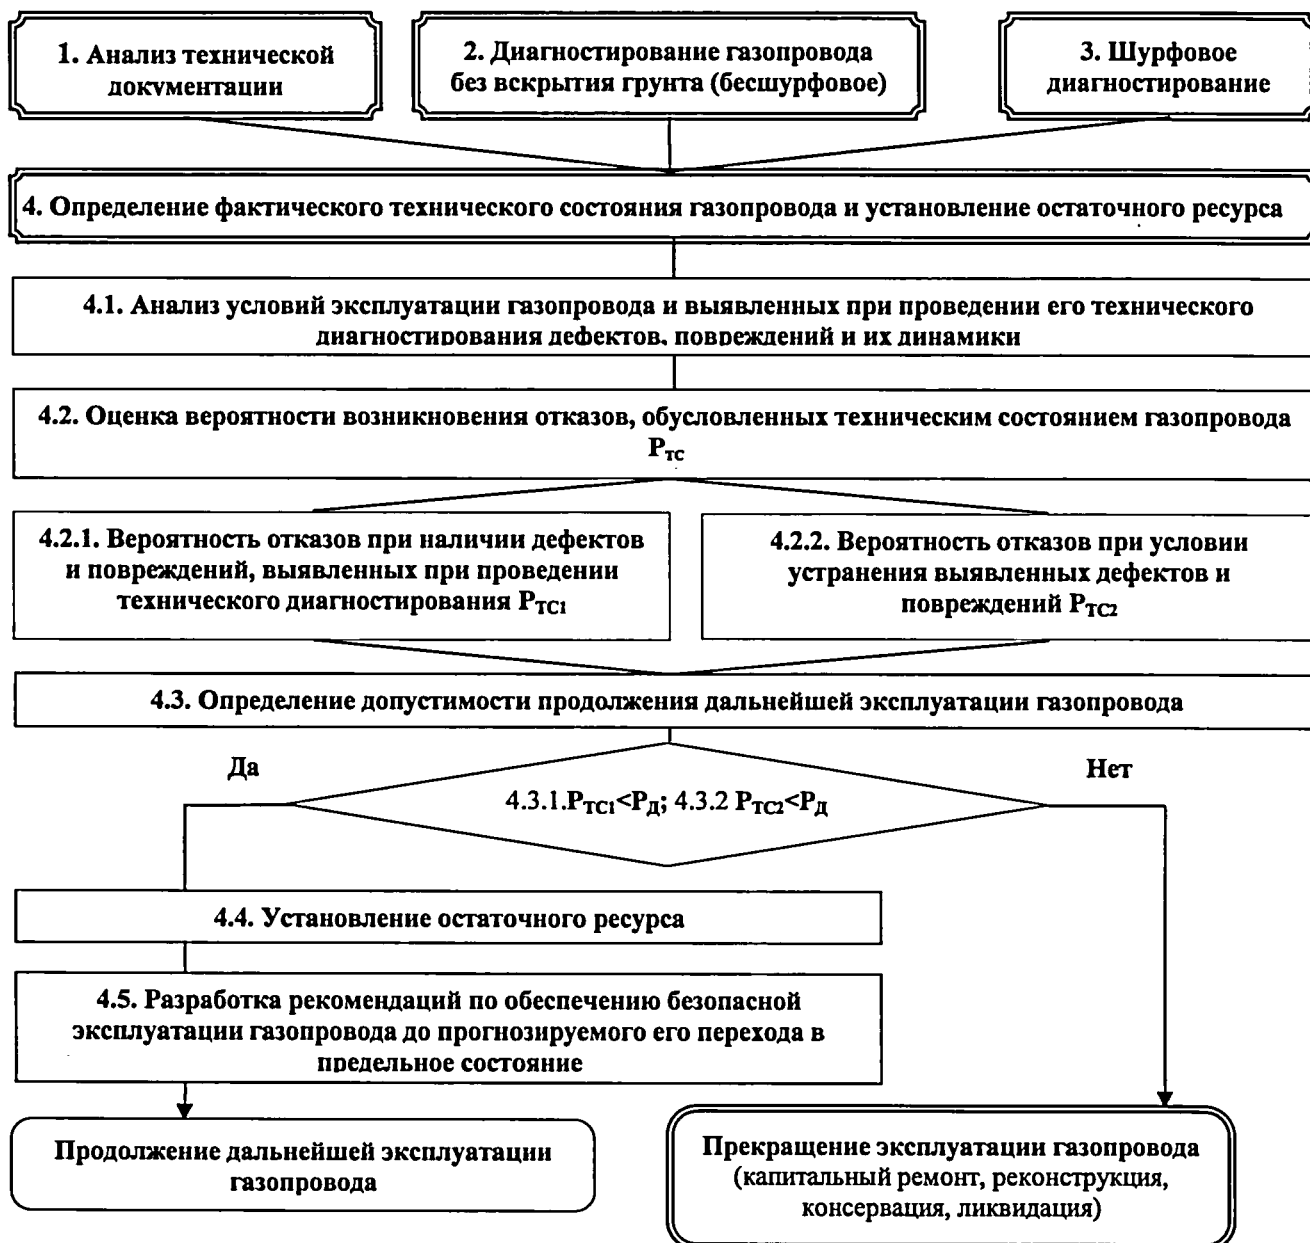 1. Анализ технической
документации
2. Диагностирование газопровода
без вскрытия грунта (бесшурфовое)
3. Шурфовое
диагностирование
4. Определение фактического технического состояния газопровода и установление остаточного ресурса
4.1. Анализ условий эксплуатации газопровода и выявленных при проведении его технического
диагностирования дефектов, повреждений и их динамики
4.2. Оценка вероятности возникновения отказов, обусловленных техническим состоянием газопровода
Pтс
4.2.1. Вероятность отказов при наличии дефектов
и повреждений, выявленных при проведении
технического диагностирования PТС1
4.2.2. Вероятность отказов при условии
устранения выявленных дефектов и
повреждений PТС2
4.3. Определение допустимости продолжения дальнейшей эксплуатации газопровода
Да
Нет
4.3.1.PТС1<PД; 4.3.2 PТС2<PД
4.4. Установление остаточного ресурса
4.5. Разработка рекомендаций по обеспечению безопасной
эксплуатации газопровода до прогнозируемого его перехода в
предельное состояние
Продолжение дальнейшей эксплуатации
газопровода
Прекращение эксплуатации газопровода
(капитальный ремонт, реконструкция,
консервация, ликвидация)